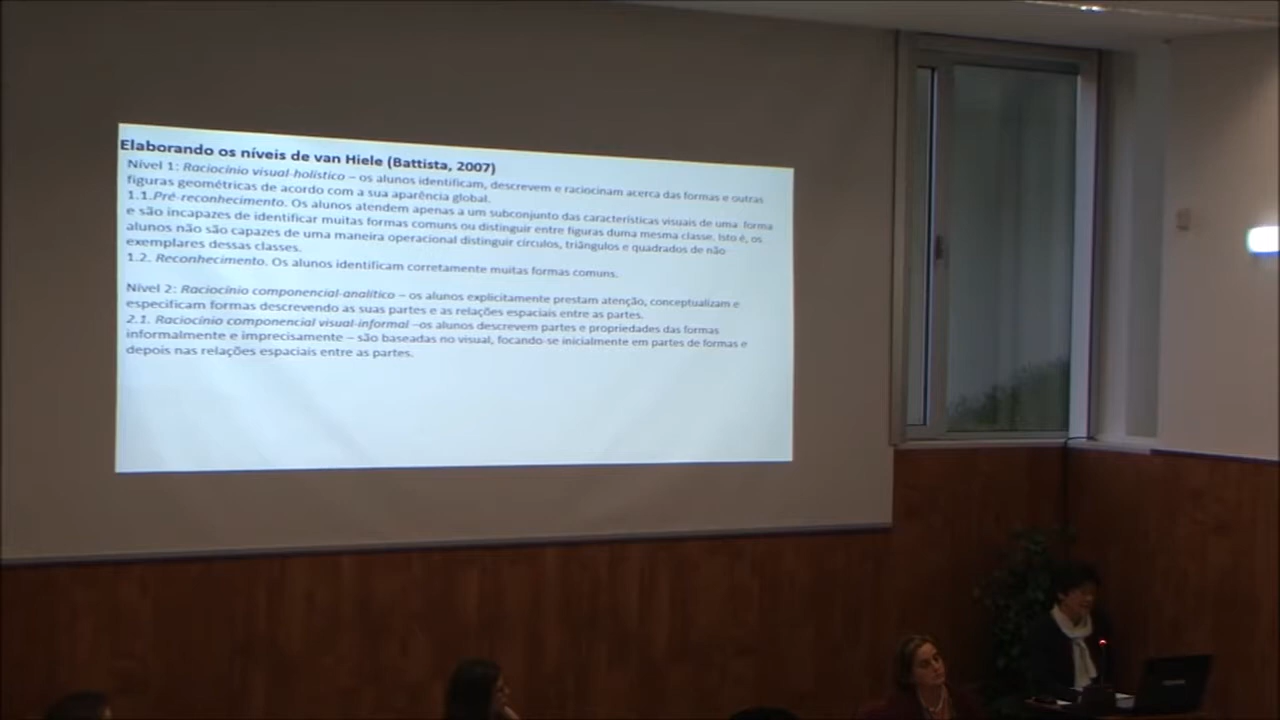 Elaborando os níveis de van Hiele (Battista, 2007)
Nível 1: Raciocínio visual-holístico – os alunos identificam, descrevem e raciocinam acerca das formas e outras
figuras geométricas de acordo com a sua aparência global.
1.1.Pré-reconhecimento. Os alunos atendem apenas a um subconjunto das características visuais de uma forma
e são incapazes de identificar muitas formas comuns ou distinguir entre figuras duma mesma classe. Isto é, os
alunos não são capazes de uma maneira operacional distinguir círculos, triângulos e quadrados de não
exemplares dessas classes.
1.2. Reconhecimento. Os alunos identificam corretamente muitas formas comuns.
Nível 2: Raciocínio componencial-analítico – os alunos explicitamente prestam atenção, conceptualizam e
especificam formas descrevendo as suas partes e as relações espaciais entre as partes.
2.1. Raciocínio componencial visual-informal –os alunos descrevem partes e propriedades das formas
informalmente e imprecisamente – são baseadas no visual, focando-se inicialmente em partes de formas e
depois nas relações espaciais entre as partes.